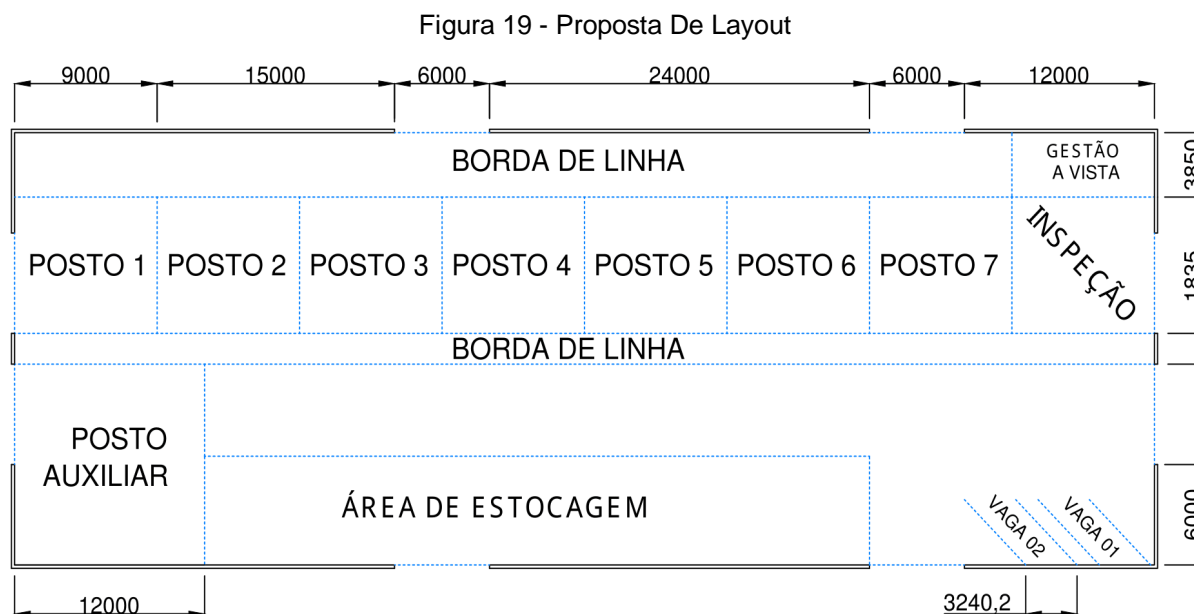 Figura 19 - Proposta De Layout
9000 15000 6000 24000 6000 12000
BORDA DE LINHA
GESTÃO
A VISTA
3850
POSTO 1 POSTO 2 POSTO 3 POSTO 4 POSTO 5 POSTO 6 POSTO 7
INSPEÇÃO
1835
BORDA DE LINHA
POSTO
AUXILIAR
ÁREA DE ESTOCAGEM
VAGA 02
VAGA 01
6000
12000
3240,2